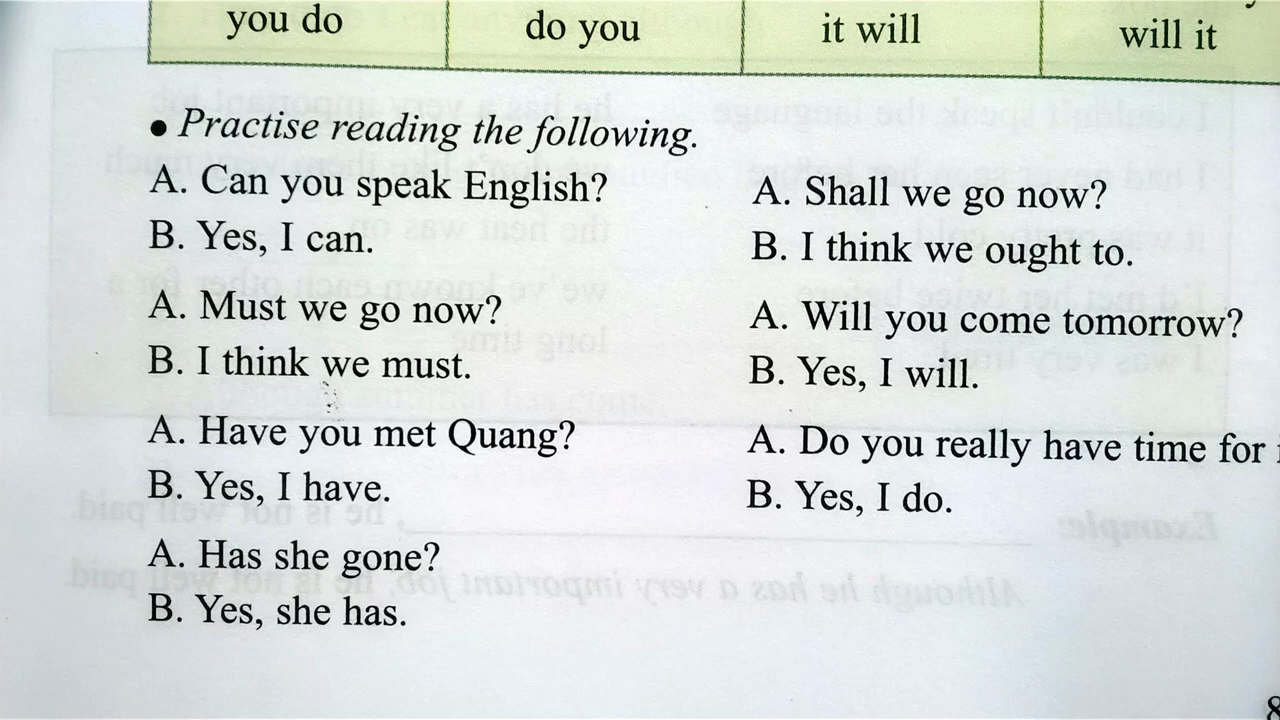 you do do you it will will it
• Practise reading the following.
A. Can you speak English?
B. Yes, I can.
A. Must we go now?
B. I think we must.
A. Have you met Quang?
B. Yes, I have.
A. Has she gone?
B. Yes, she has.
A. Shall we go now?
B. I think we ought to.
A. Will you come tomorrow?
B. Yes, I will.
A. Do you really have time for
B. Yes, I do.